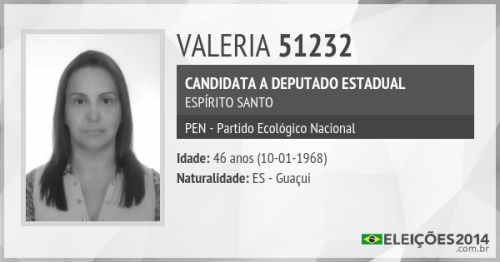 VALERIA 51232
CANDIDATA A DEPUTADO ESTADUAL
ESPÍRITO SANTO
PEN - Partido Ecológico Nacional
Idade: 46 anos (10-01-1968)
Naturalidade: ES - Guaçui
ELEIÇÕES2014
.com.br